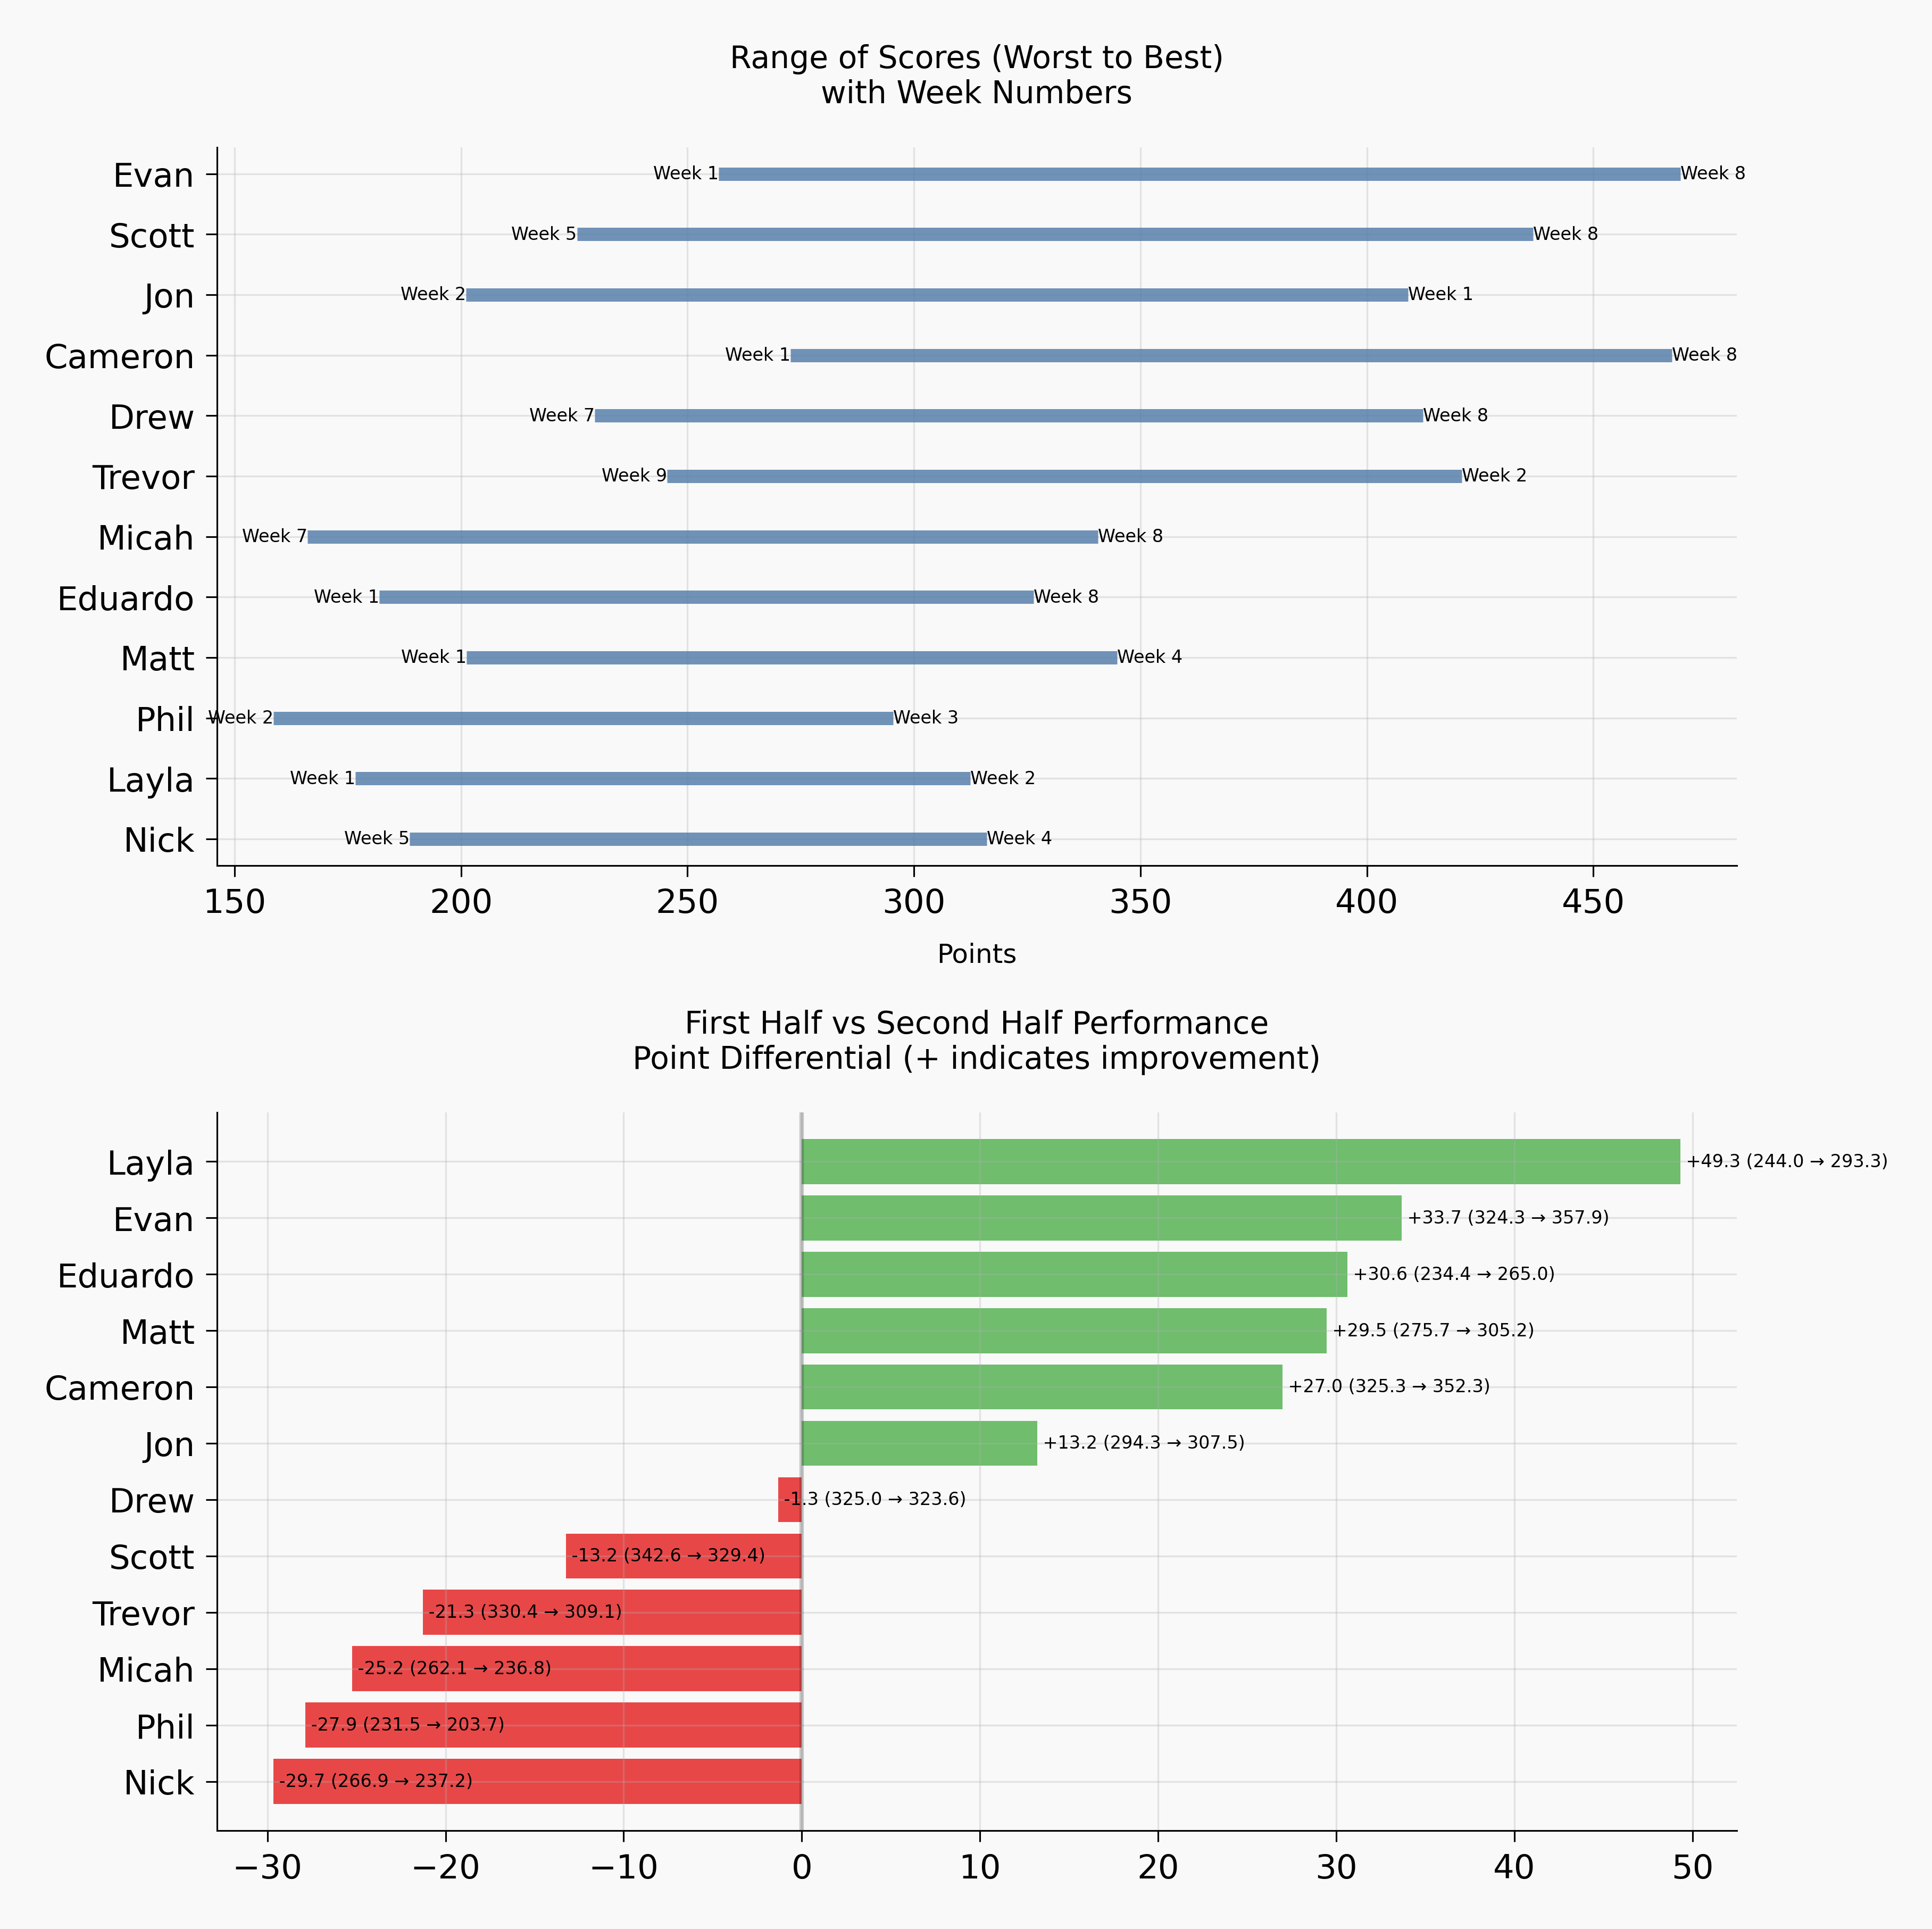 Range of Scores (Worst to Best)
with Week Numbers
Evan Week 1 Week 8
Scott Week 5 Week 8
Jon Week 2 Week 1
Cameron Week 1 Week 8
Drew Week 7 Week 8
Trevor Week 9 Week 2
Micah Week 7 Week 8
Eduardo Week 1 Week 8
Matt Week 1 Week 4
Phil Week 2 Week 3
Layla Week 1 Week 2
Nick Week 5 Week 4
150 200 250 300 350 400 450
Points
First Half vs Second Half Performance
Point Differential (+ indicates improvement)
Layla +49.3 (244.0 → 293.3)
Evan +33.7 (324.3 → 357.9)
Eduardo +30.6 (234.4 → 265.0)
Matt +29.5 (275.7 → 305.2)
Cameron +27.0 (325.3 → 352.3)
Jon +13.2 (294.3 → 307.5)
Drew -1.3 (325.0 → 323.6)
Scott -13.2 (342.6 → 329.4)
Trevor -21.3 (330.4 → 309.1)
Micah -25.2 (262.1 → 236.8)
Phil -27.9 (231.5 → 203.7)
Nick -29.7 (266.9 → 237.2)
−30 −20 −10 0 10 20 30 40 50